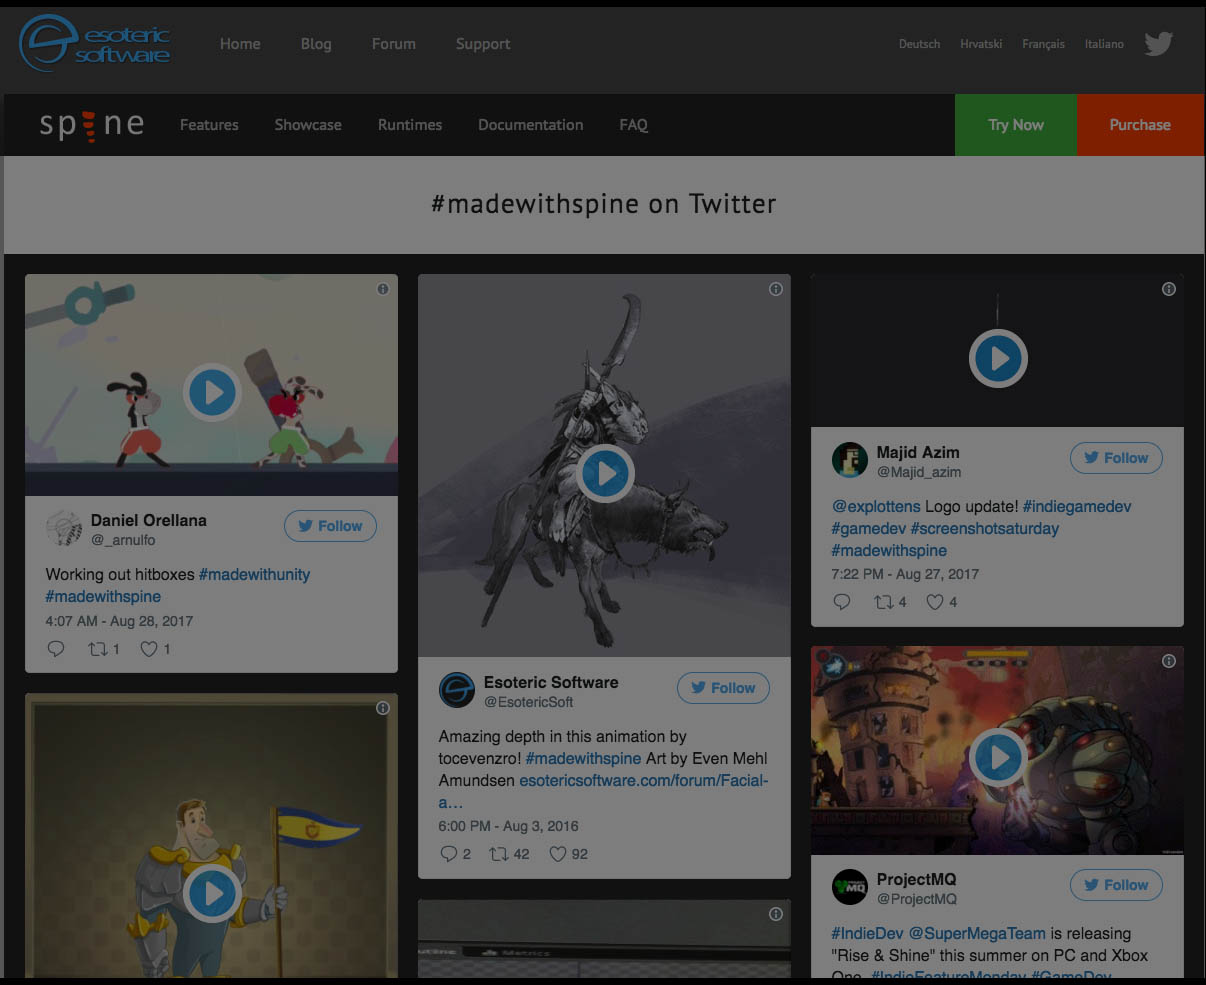 esoteric
software
Home Blog Forum Support
Deutsch Hrvatski Français Italiano
spine Features Showcase Runtimes Documentation FAQ
Try Now Purchase
#madewithspine on Twitter
Daniel Orellana
@_arnulfo
Follow
Working out hitboxes #madewithunity
#madewithspine
4:07 AM - Aug 28, 2017
1 1
Esoteric Software
@EsotericSoft
Follow
Amazing depth in this animation by
tocevenzro! #madewithspine Art by Even Mehl
Amundsen esotericsoftware.com/forum/Facial-
a…
6:00 PM - Aug 3, 2016
2 42 92
Metrics
Majid Azim
@Majid_azim
Follow
@explottens Logo update! #indiegamedev
#gamedev #screenshotsaturday
#madewithspine
7:22 PM - Aug 27, 2017
4 4
ProjectMQ
@ProjectMQ
Follow
#IndieDev @SuperMegaTeam is releasing
"Rise & Shine" this summer on PC and Xbox
One. #IndieFeatureMonday #GameDev